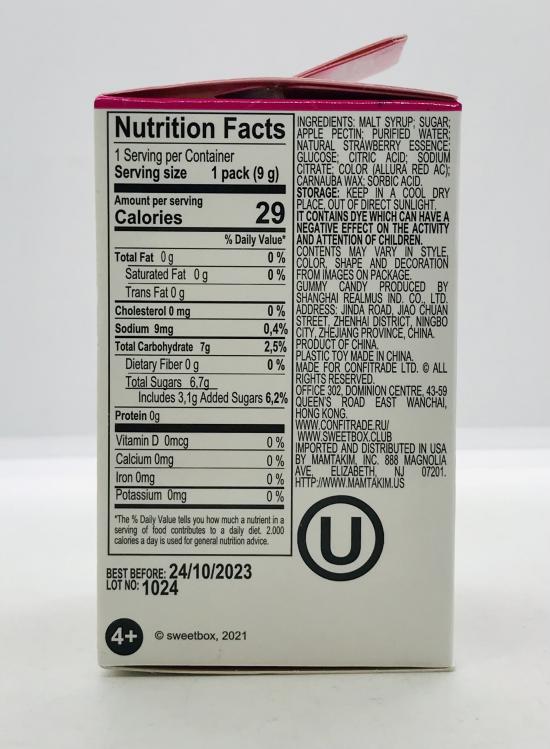 Nutrition Facts
1 Serving per Container
Serving size 1 pack (9 g)
Amount per serving
Calories 29
% Daily Value*
Total Fat 0 g 0 %
Saturated Fat 0 g 0 %
Trans Fat 0 g
Cholesterol 0 mg 0 %
Sodium 9mg 0,4%
Total Carbohydrate 7g 2,5%
Dietary Fiber 0 g 0 %
Total Sugars 6,7g
Includes 3,1g Added Sugars 6,2%
Protein 0g
Vitamin D 0mcg 0 %
Calcium 0mg 0 %
Iron 0mg 0 %
Potassium 0mg 0 %
*The % Daily Value tells you how much a nutrient in a
serving of food contributes to a daily diet. 2.000
calories a day is used for general nutrition advice.
BEST BEFORE: 24/10/2023
LOT NO: 1024
4+ © sweetbox, 2021
INGREDIENTS: MALT SYRUP; SUGAR;
APPLE PECTIN; PURIFIED WATER;
NATURAL STRAWBERRY ESSENCE;
GLUCOSE; CITRIC ACID; SODIUM
CITRATE; COLOR (ALLURA RED AC);
CARNAUBA WAX; SORBIC ACID.
STORAGE: KEEP IN A COOL DRY
PLACE, OUT OF DIRECT SUNLIGHT.
IT CONTAINS DYE WHICH CAN HAVE A
NEGATIVE EFFECT ON THE ACTIVITY
AND ATTENTION OF CHILDREN.
CONTENTS MAY VARY IN STYLE,
COLOR, SHAPE AND DECORATION
FROM IMAGES ON PACKAGE.
GUMMY CANDY PRODUCED BY
SHANGHAI REALMUS IND. CO., LTD.
ADDRESS: JINDA ROAD, JIAO CHUAN
STREET, ZHENHAI DISTRICT, NINGBO
CITY, ZHEJIANG PROVINCE, CHINA.
PRODUCT OF CHINA.
PLASTIC TOY MADE IN CHINA.
MADE FOR CONFITRADE LTD. © ALL
RIGHTS RESERVED.
OFFICE 302, DOMINION CENTRE, 43-59
QUEEN'S ROAD EAST WANCHAI,
HONG KONG.
WWW.CONFITRADE.RU/
WWW.SWEETBOX.CLUB
IMPORTED AND DISTRIBUTED IN USA
BY MAMTAKIM, INC. 888 MAGNOLIA
AVE, ELIZABETH, NJ 07201.
HTTP://WWW.MAMTAKIM.US
U